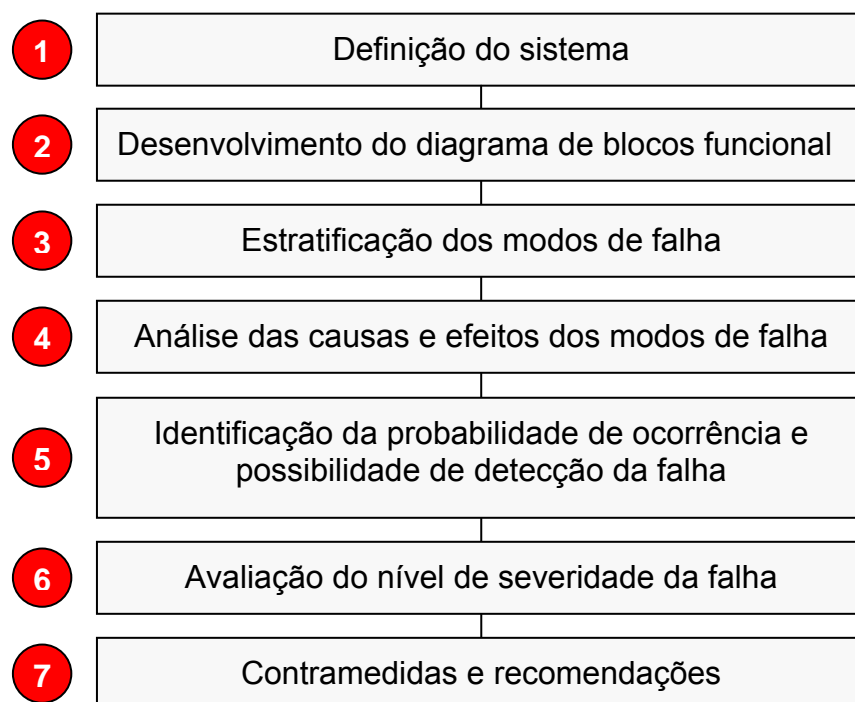 1
Definição do sistema
2
Desenvolvimento do diagrama de blocos funcional
3
Estratificação dos modos de falha
4
Análise das causas e efeitos dos modos de falha
5
Identificação da probabilidade de ocorrência e
possibilidade de detecção da falha
6
Avaliação do nível de severidade da falha
7
Contramedidas e recomendações